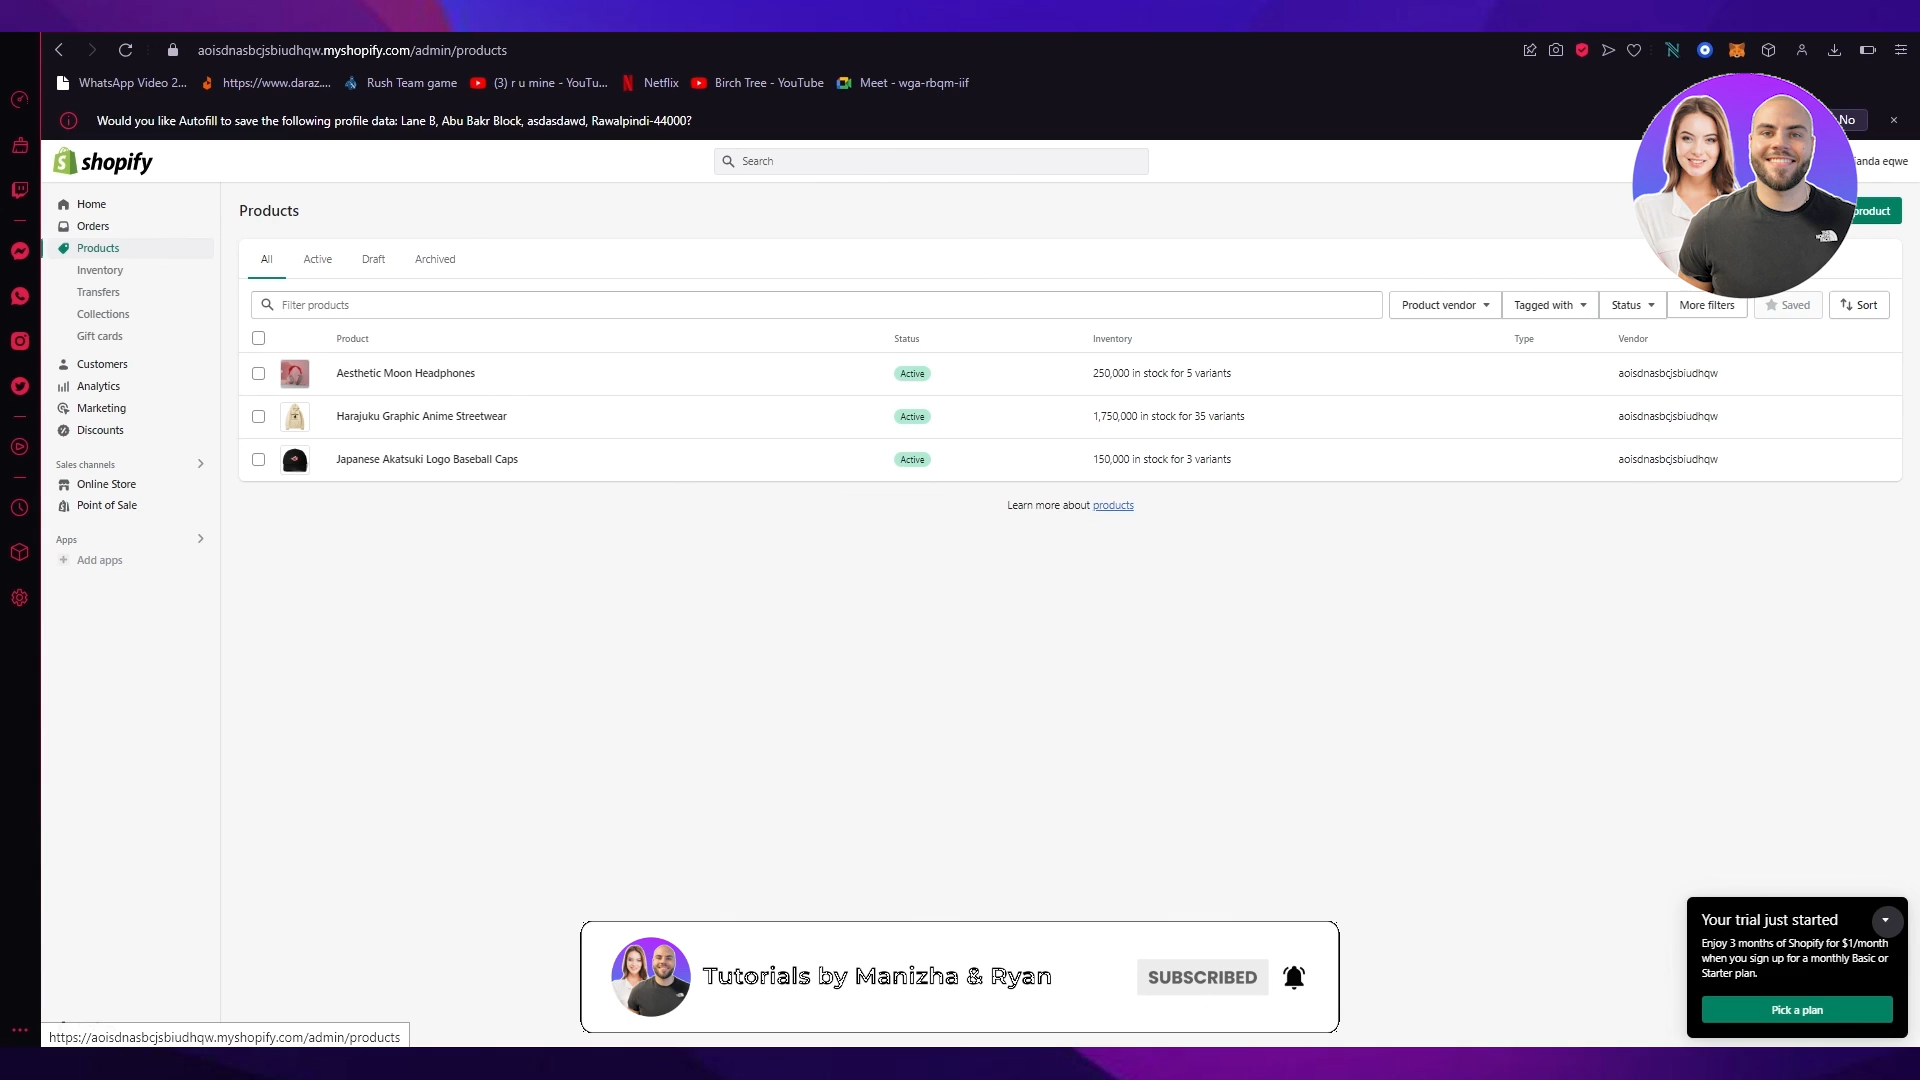 aoisdnasbcjsbiudhqw.myshopify.com/admin/products
WhatsApp Video 2... https://www.daraz.... Rush Team game (3) r u mine - YouTu... Netflix Birch Tree - YouTube Meet - wga-rbqm-iif
Would you like Autofill to save the following profile data: Lane B, Abu Bakr Block, asdasdawd, Rawalpindi-44000? No
shopify Search anda eqwe
Home
Orders
Products
Inventory
Transfers
Collections
Gift cards
Customers
Analytics
Marketing
Discounts
Sales channels
Online Store
Point of Sale
Apps
Add apps
Products product
All Active Draft Archived
Filter products Product vendor Tagged with Status More filters Saved Sort
Product Status Inventory Type Vendor
Aesthetic Moon Headphones Active 250,000 in stock for 5 variants aoisdnasbcjsbiudhqw
Harajuku Graphic Anime Streetwear Active 1,750,000 in stock for 35 variants aoisdnasbcjsbiudhqw
Japanese Akatsuki Logo Baseball Caps Active 150,000 in stock for 3 variants aoisdnasbcjsbiudhqw
Learn more about products
Tutorials by Manizha & Ryan SUBSCRIBED
Your trial just started
Enjoy 3 months of Shopify for $1/month
when you sign up for a monthly Basic or
Starter plan.
Pick a plan
https://aoisdnasbcjsbiudhqw.myshopify.com/admin/products